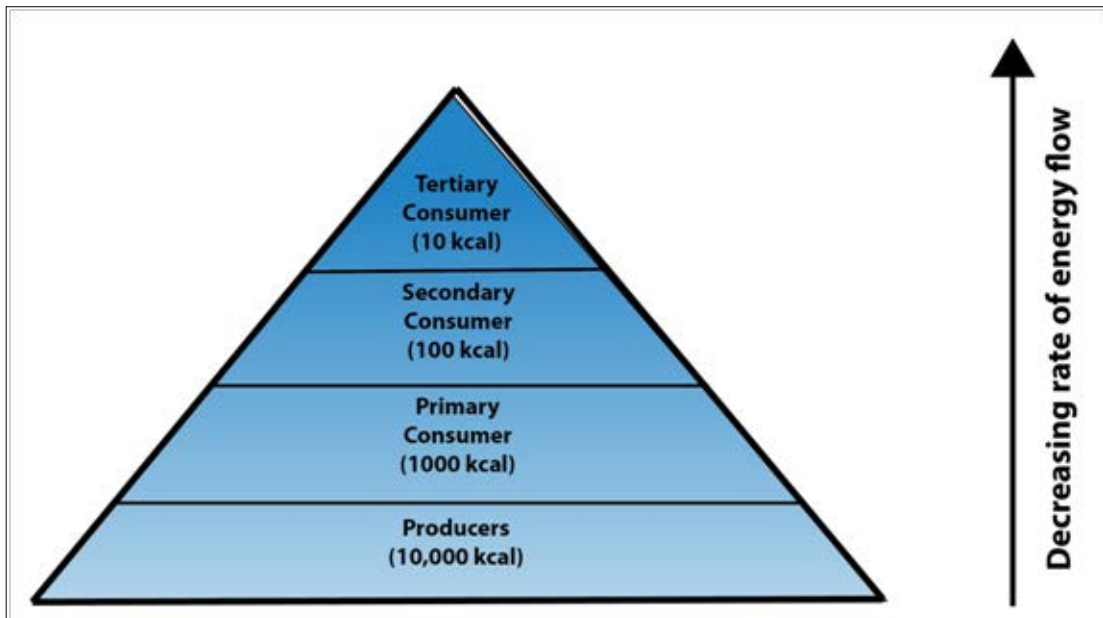 Tertiary
Consumer
(10 kcal)
Secondary
Consumer
(100 kcal)
Primary
Consumer
(1000 kcal)
Producers
(10,000 kcal)
Decreasing rate of energy flow